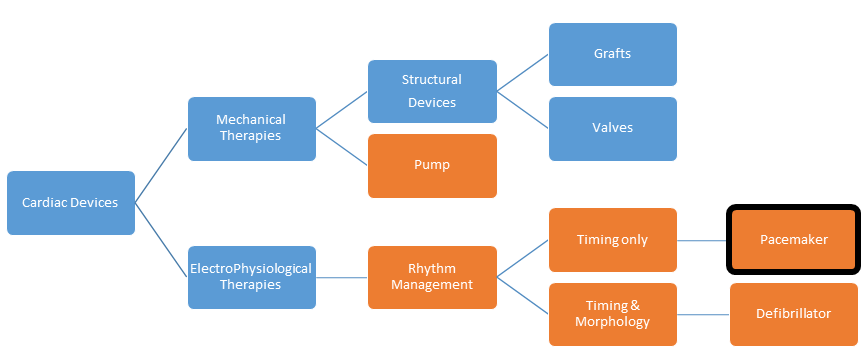 Cardiac Devices
Mechanical
Therapies
ElectroPhysiological
Therapies
Structural
Devices
Pump
Rhythm
Management
Grafts
Valves
Timing only
Timing &
Morphology
Pacemaker
Defibrillator